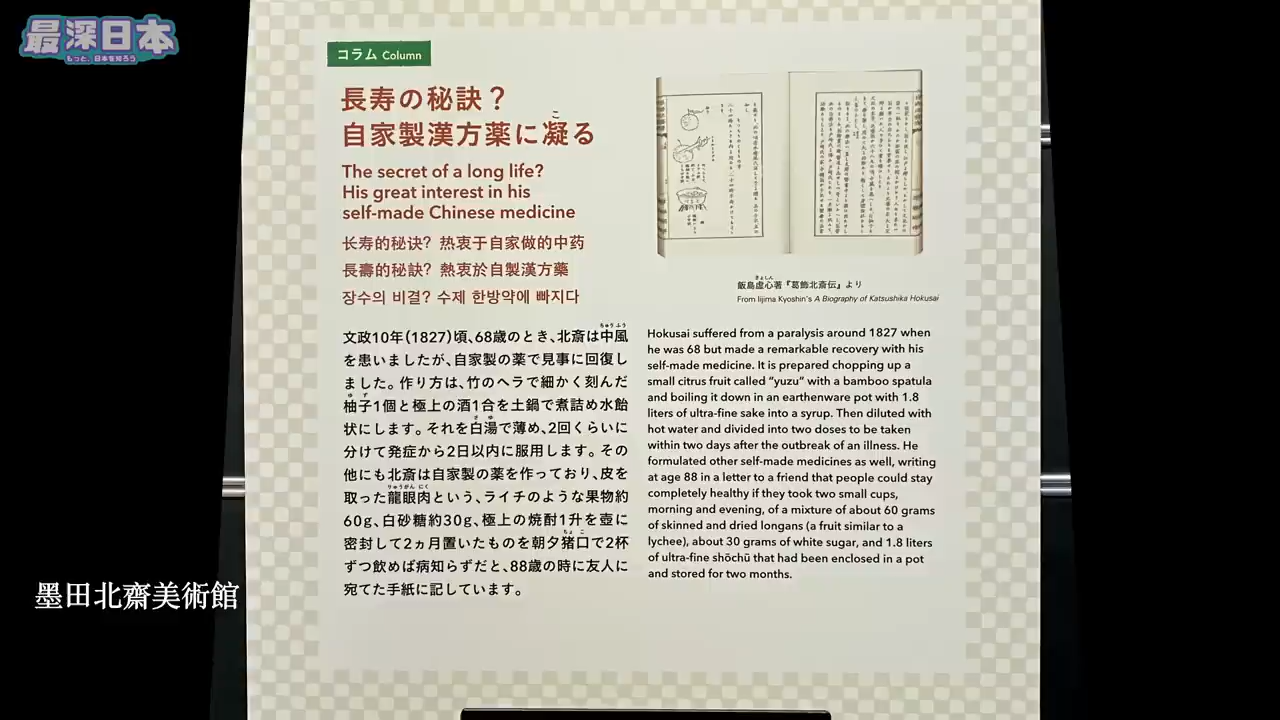 最深日本
もっと、日本を知ろう
コラム Column
長寿の秘訣？
自家製漢方薬に凝る
こ
The secret of a long life?
His great interest in his
self-made Chinese medicine
长寿的秘诀？热衷于自家做的中药
長壽的秘訣？熱衷於自製漢方藥
장수의 비결? 수제 한방약에 빠지다
飯島虚心著『葛飾北斎伝』より
きょしん
From Iijima Kyoshin's A Biography of Katsushika Hokusai
文政10年（1827）頃、68歳のとき、北斎は中風
ちゅうふう
を患いましたが、自家製の薬で見事に回復し
ました。作り方は、竹のヘラで細かく刻んだ
柚子1個と極上の酒1合を土鍋で煮詰め水飴
ゆず
状にします。それを白湯で薄め、2回くらいに
さゆ
分けて発症から2日以内に服用します。その
他にも北斎は自家製の薬を作っており、皮を
取った龍眼肉という、ライチのような果物約
りゅうがんにく
60g、白砂糖約30g、極上の焼酎1升を壺に
密封して2ヵ月置いたものを朝夕猪口で2杯
ちょこ
ずつ飲めば病知らずだと、88歳の時に友人に
宛てた手紙に記しています。
Hokusai suffered from a paralysis around 1827 when
he was 68 but made a remarkable recovery with his
self-made medicine. It is prepared chopping up a
small citrus fruit called “yuzu” with a bamboo spatula
and boiling it down in an earthenware pot with 1.8
liters of ultra-fine sake into a syrup. Then diluted with
hot water and divided into two doses to be taken
within two days after the outbreak of an illness. He
formulated other self-made medicines as well, writing
at age 88 in a letter to a friend that people could stay
completely healthy if they took two small cups,
morning and evening, of a mixture of about 60 grams
of skinned and dried longans (a fruit similar to a
lychee), about 30 grams of white sugar, and 1.8 liters
of ultra-fine shōchū that had been enclosed in a pot
and stored for two months.
墨田北齋美術館